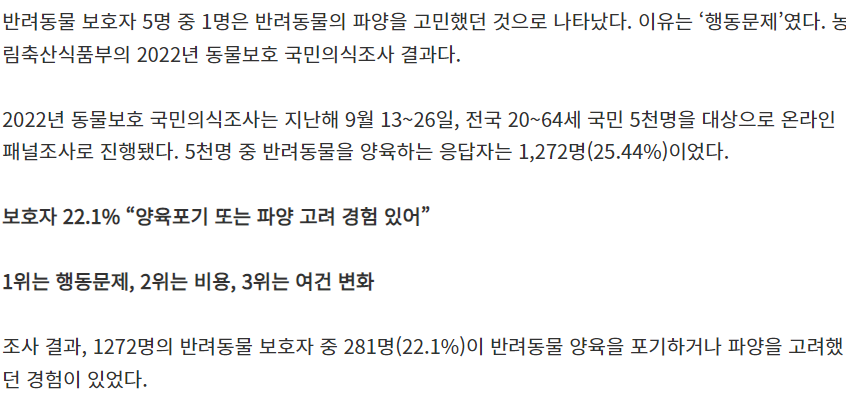 반려동물 보호자 5명 중 1명은 반려동물의 파양을 고민했던 것으로 나타났다. 이유는 ‘행동문제’였다. 농
림축산식품부의 2022년 동물보호 국민의식조사 결과다.
2022년 동물보호 국민의식조사는 지난해 9월 13~26일, 전국 20~64세 국민 5천명을 대상으로 온라인
패널조사로 진행됐다. 5천명 중 반려동물을 양육하는 응답자는 1,272명(25.44%)이었다.
보호자 22.1% “양육포기 또는 파양 고려 경험 있어”
1위는 행동문제, 2위는 비용, 3위는 여건 변화
조사 결과, 1272명의 반려동물 보호자 중 281명(22.1%)이 반려동물 양육을 포기하거나 파양을 고려했
던 경험이 있었다.